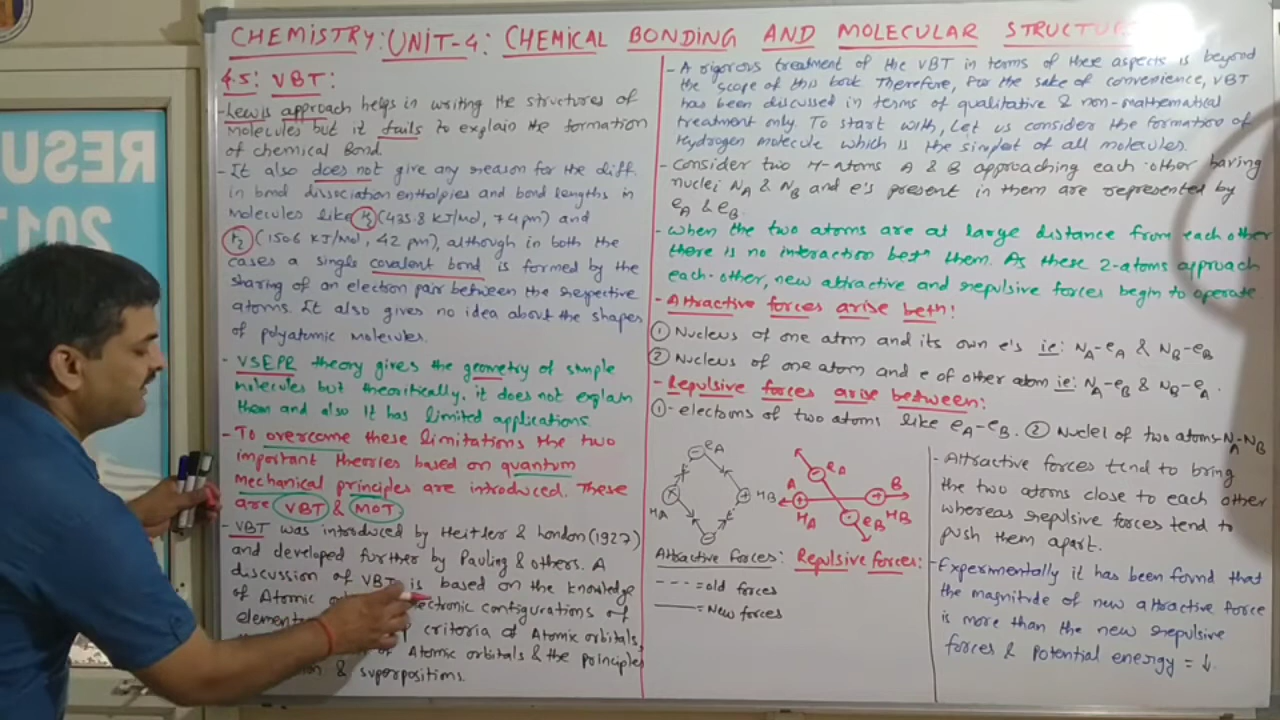 CHEMISTRY: UNIT-4: CHEMICAL BONDING AND MOLECULAR STRUCTUR
4.5: VBT:
-Lewis approach helps in writing the structures of
molecules but it fails to explain the formation
of chemical Bond.
-It also does not give any reason for the diff.
in bond dissociation enthalpies and bond lengths in
molecules like H2 (435.8 KJ/mol, 74 pm) and
F2 (150.6 KJ/mol, 42 pm), although in both the
cases a single covalent bond is formed by the
sharing of an electron pair between the respective
atoms. It also gives no idea about the shapes
of polyatomic molecules.
- VSEPR theory gives the geometry of simple
molecules but theoritically, it does not explain
them and also It has limited applications.
- To overcome these limitations the two
important theories based on quantum
mechanical principles are introduced. These
are VBT & MOT
- VBT was introduced by Heitler & London (1927)
and developed further by Pauling & others. A
discussion of VBT is based on the knowledge
of Atomic electronic configurations of
element criteria of Atomic orbitals,
of Atomic orbitals & the principles
& superpositions.
- A rigorous treatment of the VBT in terms of these aspects is beyond
the scope of this book Therefore, for the sake of convenience, VBT
has been discussed in terms of qualitative & non-mathematical
treatment only. To start with, Let us consider the formation of
Hydrogen molecule which is the simplest of all molecules.
- Consider two H-atoms A & B approaching each other having
nuclei NA & NB and e's present in them are represented by
eA & eB.
- when the two atoms are at large distance from each other
there is no interaction betn them. As these 2-atoms approach
each-other, new attractive and repulsive forces begin to operate
- Attractive forces arise beth:
① Nucleus of one atom and its own e's ie: NA-eA & NB-eB
② Nucleus of one atom and e of other atom ie: NA-eB & NB-eA.
- Repulsive forces arise between:
①- electoms of two atoms like eA-eB. ② Nuclei of two atoms-NA-NB
eA
HA
HB
Attractive forces:
- - - = old forces
—— = New forces
eA
A
B
HA
eB
HB
Repulsive forces:
- Attractive forces tend to bring
the two atoms close to each other
whereas repulsive forces tend to
push them apart.
- Experimentally it has been found that
the magnitude of new attractive force
is more than the new repulsive
forces & Potential energy = ↓.
RESU
201